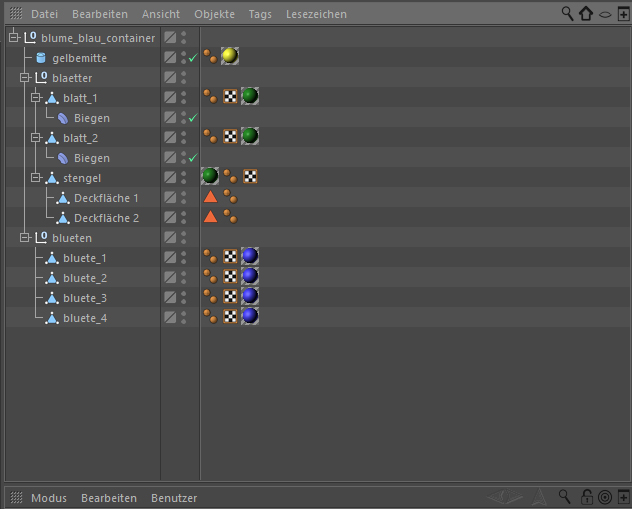 Datei Bearbeiten Ansicht Objekte Tags Lesezeichen
blume_blau_container
gelbemitte
blaetter
blatt_1
Biegen
blatt_2
Biegen
stengel
Deckfläche 1
Deckfläche 2
blueten
bluete_1
bluete_2
bluete_3
bluete_4
Modus Bearbeiten Benutzer